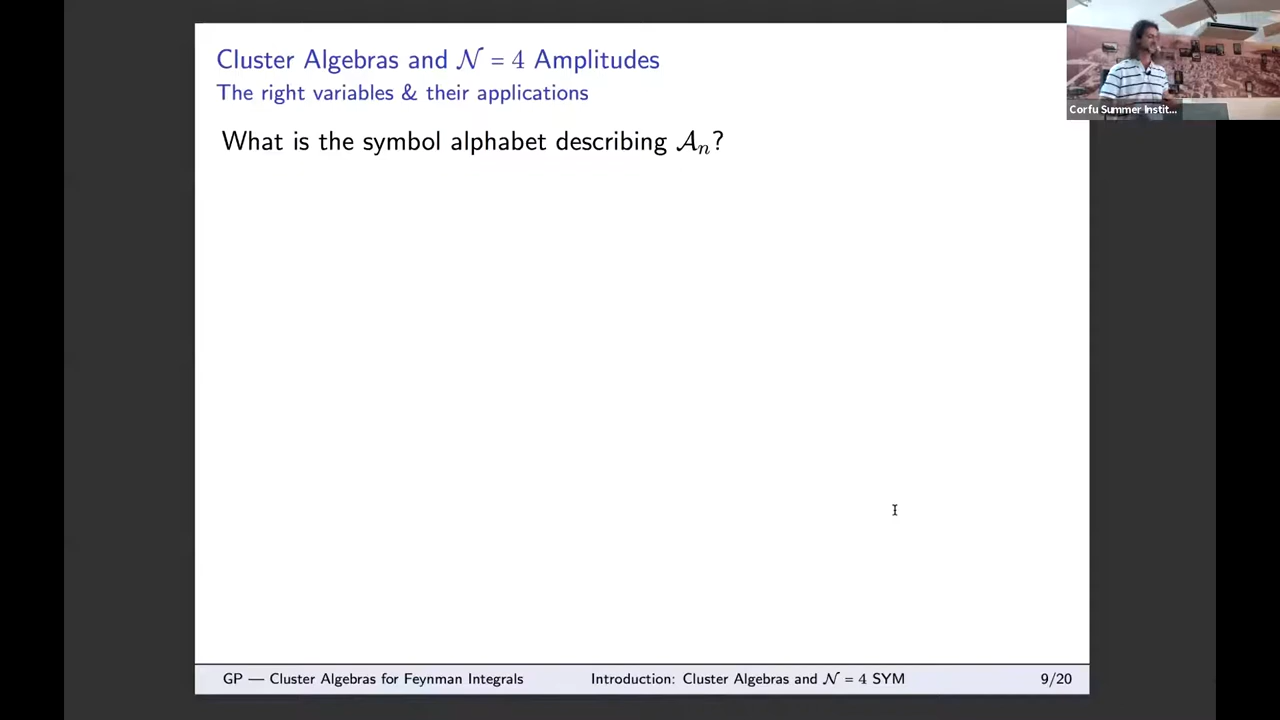 Cluster Algebras and 𝒩 = 4 Amplitudes
The right variables & their applications
What is the symbol alphabet describing 𝒜ₙ?
Corfu Summer Instit...
GP — Cluster Algebras for Feynman Integrals
Introduction: Cluster Algebras and 𝒩 = 4 SYM
9/20